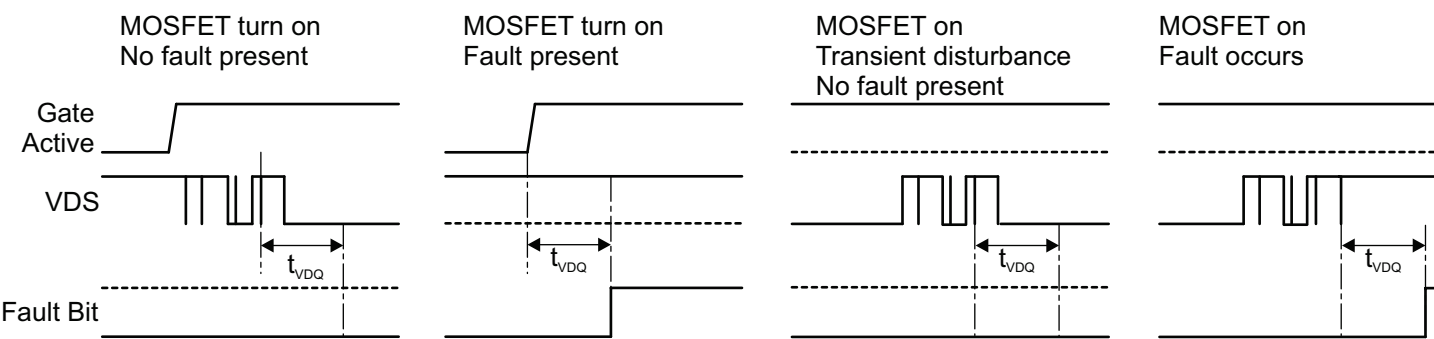 MOSFET turn on
No fault present
MOSFET turn on
Fault present
MOSFET on
Transient disturbance
No fault present
MOSFET on
Fault occurs
Gate
Active
VDS
tVDQ
tVDQ
tVDQ
tVDQ
Fault Bit